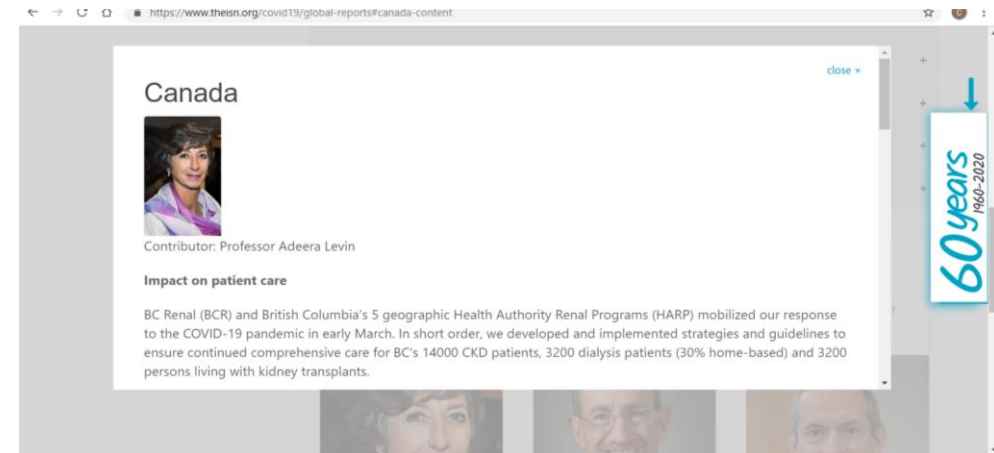 https://www.theisn.org/covid19/global-reports#canada-content
close ×
Canada
Contributor: Professor Adeera Levin
Impact on patient care
BC Renal (BCR) and British Columbia's 5 geographic Health Authority Renal Programs (HARP) mobilized our response
to the COVID-19 pandemic in early March. In short order, we developed and implemented strategies and guidelines to
ensure continued comprehensive care for BC's 14000 CKD patients, 3200 dialysis patients (30% home-based) and 3200
persons living with kidney transplants.
60 years
1960-2020